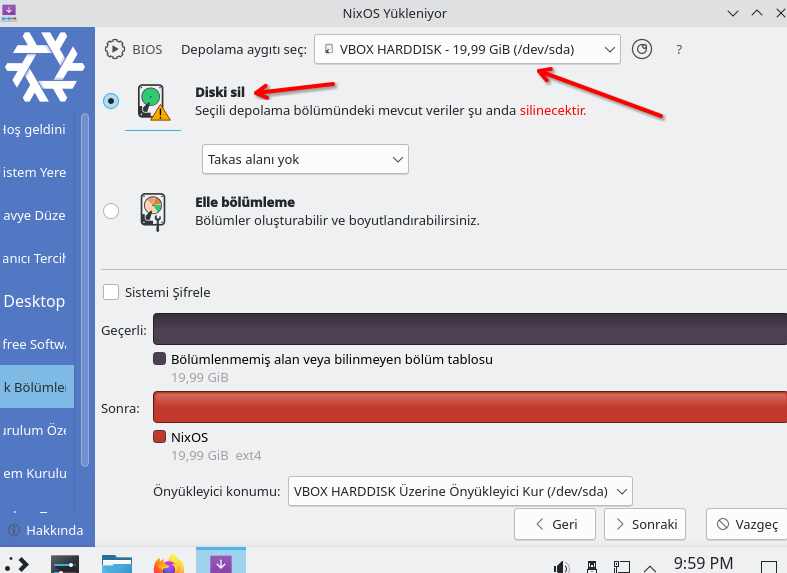 NixOS Yükleniyor
BIOS Depolama aygıtı seç: VBOX HARDDISK - 19,99 GiB (/dev/sda) ?
Diski sil
Seçili depolama bölümündeki mevcut veriler şu anda silinecektir.
Takas alanı yok
Elle bölümleme
Bölümler oluşturabilir ve boyutlandırabilirsiniz.
Sistemi Şifrele
Geçerli:
Bölümlenmemiş alan veya bilinmeyen bölüm tablosu
19,99 GiB
Sonra:
NixOS
19,99 GiB ext4
Önyükleyici konumu: VBOX HARDDISK Üzerine Önyükleyici Kur (/dev/sda)
Geri Sonraki Vazgeç
Hoş geldini
istem Yere
avye Düze
anıcı Tercih
Desktop
free Softwa
k Bölümler
urulum Öze
em Kurulu
Hakkında
9:59 PM